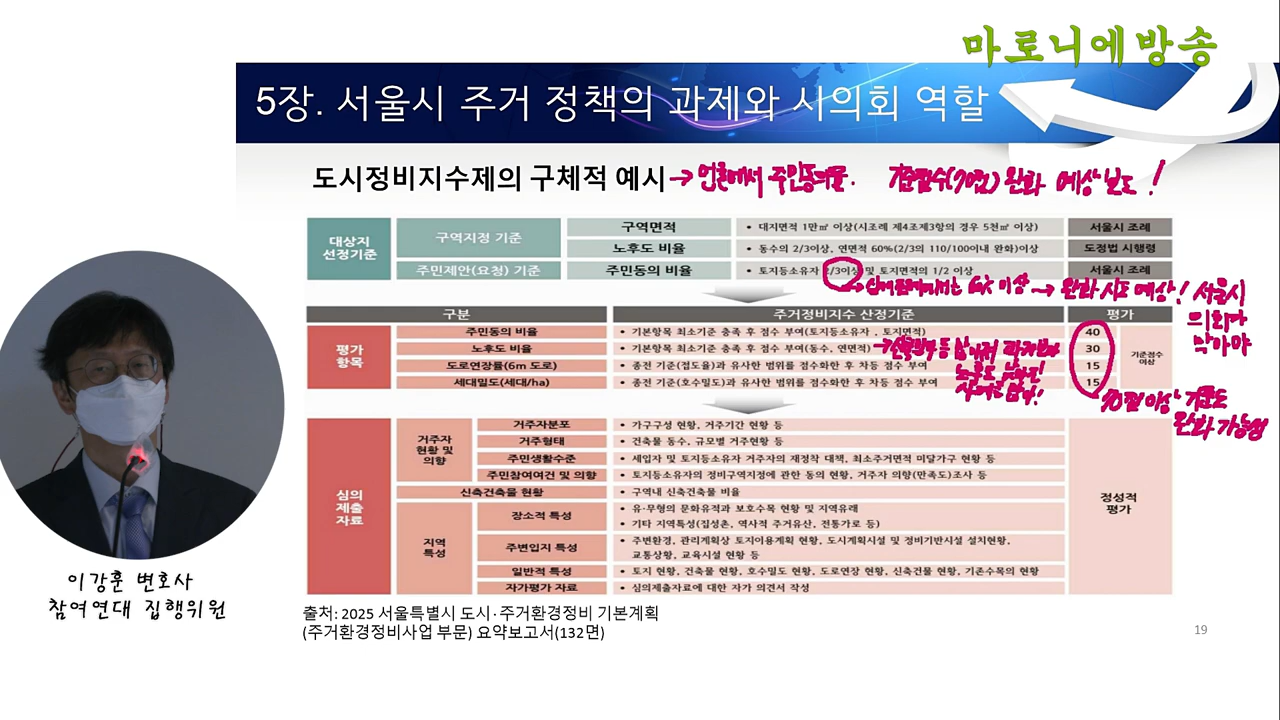 마로니에방송
5장. 서울시 주거 정책의 과제와 시의회 역할
도시정비지수제의 구체적 예시 → 언론에서 주민동의율. 기준점수(70점) 완화 예상 보도!
대상지 선정기준
구역지정 기준
구역면적
• 대지면적 1만㎡ 이상(시조례 제4조제3항의 경우 5천㎡ 이상)
서울시 조례
노후도 비율
• 동수의 2/3이상, 연면적 60%(2/3의 110/100이내 완화)이상
도정법 시행령
주민제안(요청) 기준
주민동의 비율
• 토지등소유자 2/3이상 및 토지면적의 1/2 이상
서울시 조례
이상 → 완화 시도 예상! 서울시
의회가
막아야
구분
주거정비지수 산정기준
평가
평가 항목
주민동의 비율
• 기본항목 최소기준 충족 후 점수 부여(토지등소유자 , 토지면적)
40
노후도 비율
• 기본항목 최소기준 충족 후 점수 부여(동수, 연면적)
30
도로연장률(6m 도로)
• 종전 기준(접도율)과 유사한 범위를 점수화한 후 차등 점수 부여
15
세대밀도(세대/ha)
• 종전 기준(호수밀도)과 유사한 범위를 점수화한 후 차등 점수 부여
15
기준점수 이상
70점 이상 기준도
완화 가능성
심의 제출 자료
거주자 현황 및 의향
거주자분포
• 가구구성 현황, 거주기간 현황 등
거주형태
• 건축물 동수, 규모별 거주현황 등
주민생활수준
• 세입자 및 토지등소유자 거주자의 재정착 대책, 최소주거면적 미달가구 현황 등
주민참여여건 및 의향
• 토지등소유자의 정비구역지정에 관한 동의 현황, 거주자 의향(만족도)조사 등
신축건축물 현황
• 구역내 신축건축물 비율
지역 특성
장소적 특성
• 유·무형의 문화유적과 보호수목 현황 및 지역유래
• 기타 지역특성(집성촌, 역사적 주거유산, 전통가로 등)
주변입지 특성
• 주변환경, 관리계획상 토지이용계획 현황, 도시계획시설 및 정비기반시설 설치현황,
교통상황, 교육시설 현황 등
일반적 특성
• 토지 현황, 건축물 현황, 호수밀도 현황, 도로연장 현황, 신축건물 현황, 기존수목의 현황
자가평가 자료
• 심의제출자료에 대한 자가 의견서 작성
정성적 평가
이강훈 변호사
참여연대 집행위원
출처: 2025 서울특별시 도시·주거환경정비 기본계획
(주거환경정비사업 부문) 요약보고서(132면)
19